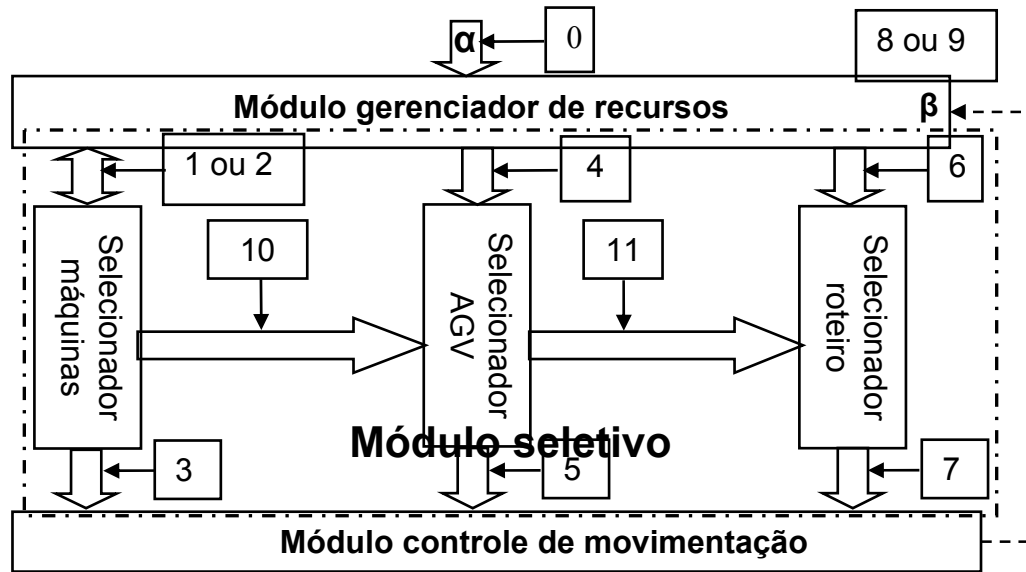 α
0
8 ou 9
Módulo gerenciador de recursos
β
1 ou 2
4
6
Selecionador
máquinas
10
Selecionador
AGV
11
Selecionador
roteiro
Módulo seletivo
3
5
7
Módulo controle de movimentação